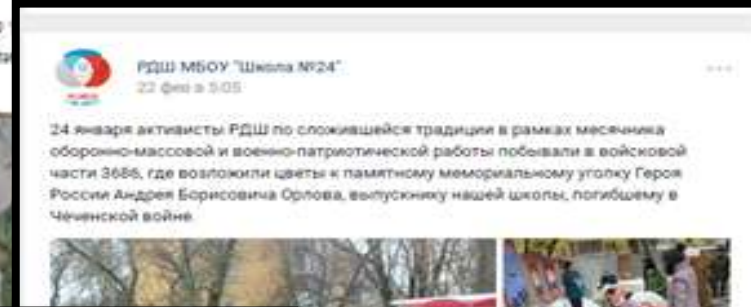 РДШ МБОУ "Школа №24"
22 фев в 5:05
24 января активисты РДШ по сложившейся традиции в рамках месячника
оборонно-массовой и военно-патриотической работы побывали в войсковой
части 3686, где возложили цветы к памятному мемориальному уголку Героя
России Андрея Борисовича Орлова, выпускнику нашей школы, погибшему в
Чеченской войне.